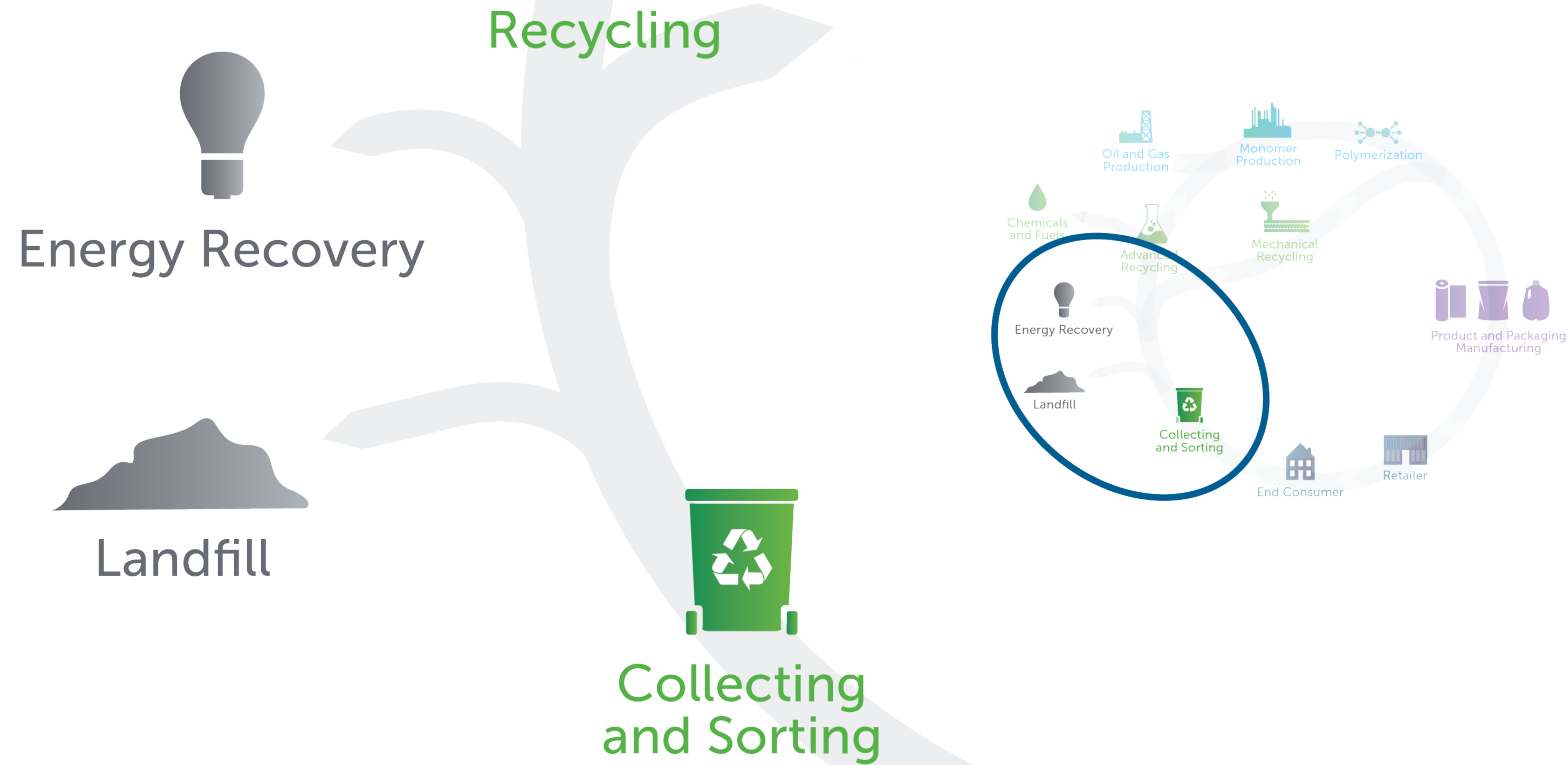 Recycling
Energy Recovery
Landfill
Collecting
and Sorting
Oil and Gas
Production
Monomer
Production
Polymerization
Chemicals
and Fuels
Advanced
Recycling
Mechanical
Recycling
Energy Recovery
Landfill
Collecting
and Sorting
Product and Packaging
Manufacturing
End Consumer
Retailer